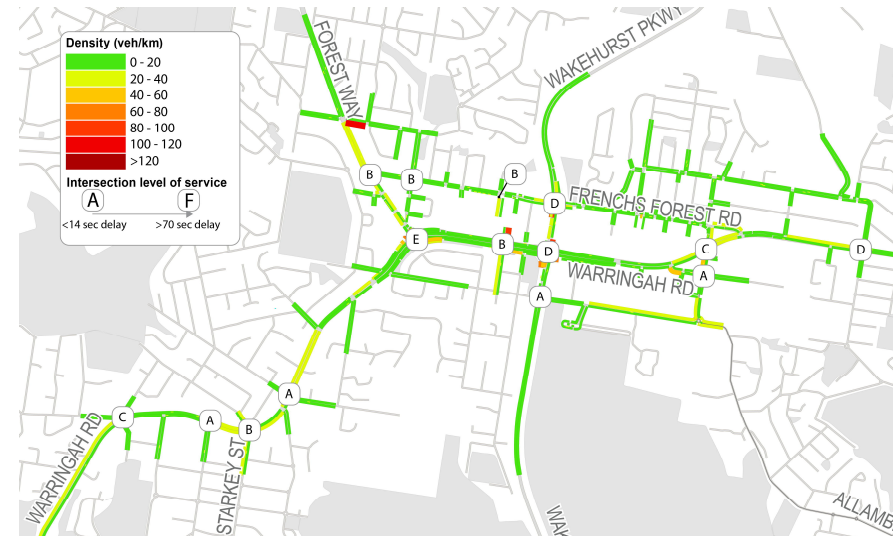 Density (veh/km)
0 - 20
20 - 40
40 - 60
60 - 80
80 - 100
100 - 120
>120
Intersection level of service
A F
<14 sec delay >70 sec delay
FOREST WAY
WAKEHURST PKWY
B
B
B
D
FRENCHS FOREST RD
E
B
D
C
D
WARRINGAH RD
A
A
A
C
A
B
WARRINGAH RD
STARKEY ST
WAK
ALLAMB